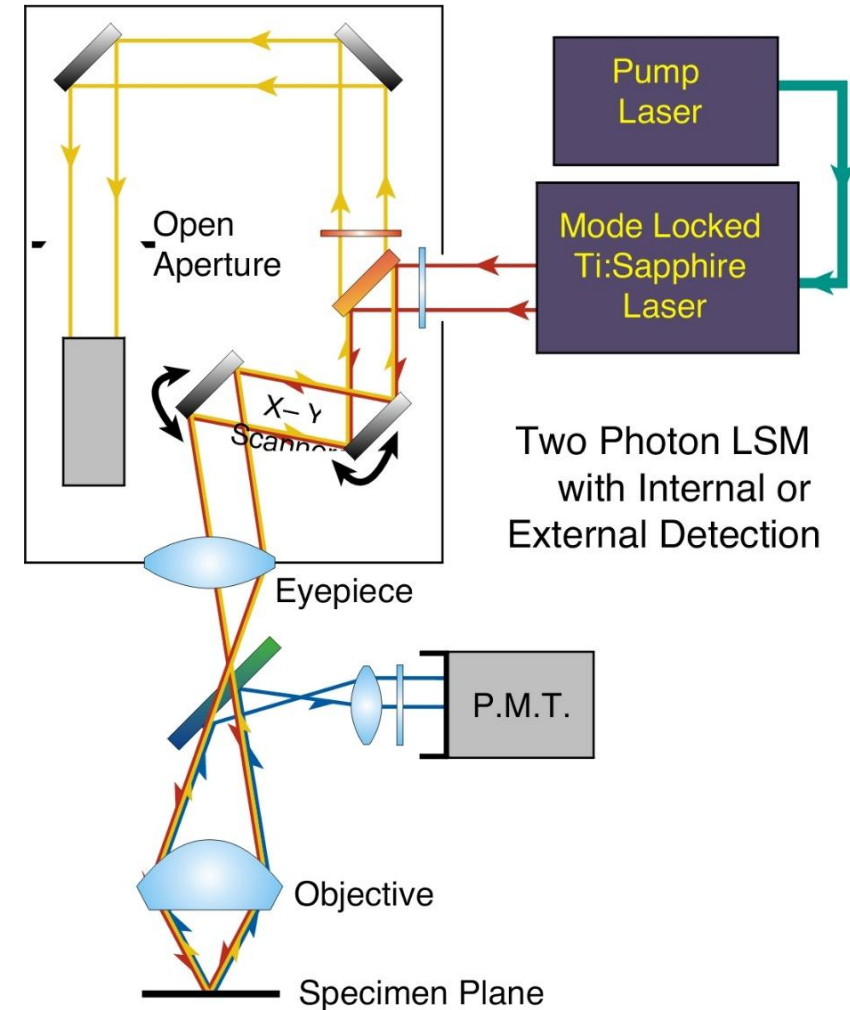 Pump
Laser
Mode Locked
Ti:Sapphire
Laser
Open
Aperture
X– Y
Scanner
Two Photon LSM
with Internal or
External Detection
Eyepiece
P.M.T.
Objective
Specimen Plane